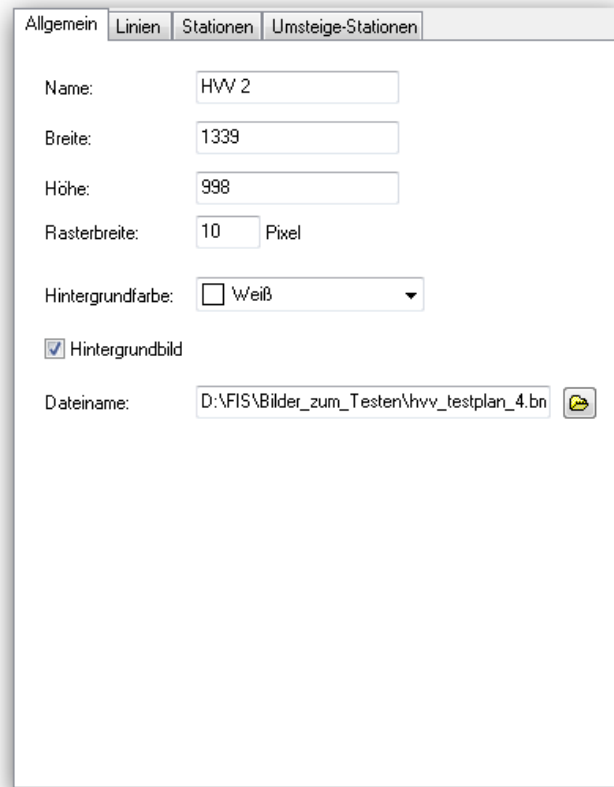 Allgemein Linien Stationen Umsteige-Stationen
Name: HVV 2
Breite: 1339
Höhe: 998
Rasterbreite: 10 Pixel
Hintergrundfarbe: Weiß
Hintergrundbild
Dateiname: D:\FIS\Bilder_zum_Testen\hvv_testplan_4.bn